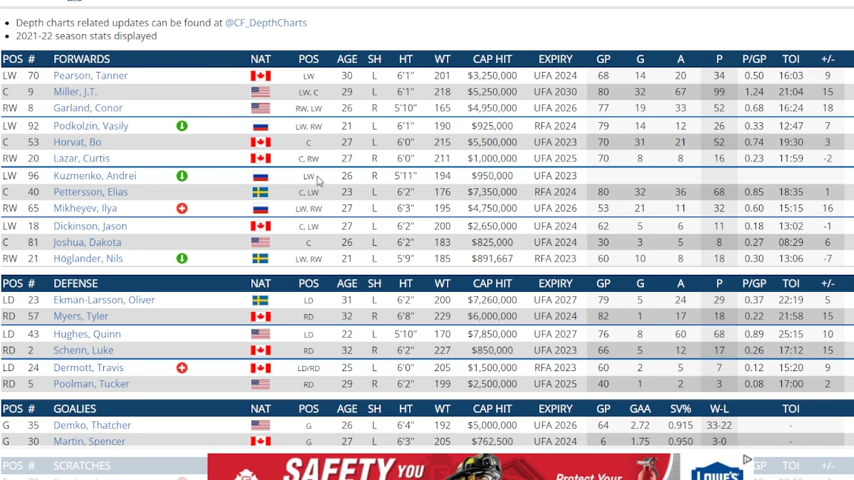 Depth charts related updates can be found at @CF_DepthCharts
2021-22 season stats displayed
POS # FORWARDS NAT POS AGE SH HT WT CAP HIT EXPIRY GP G A P P/GP TOI +/-
LW 70 Pearson, Tanner LW 30 L 6'1" 201 $3,250,000 UFA 2024 68 14 20 34 0.50 16:03 9
C 9 Miller, J.T. LW, C 29 L 6'1" 218 $5,250,000 UFA 2030 80 32 67 99 1.24 21:04 15
RW 8 Garland, Conor RW, LW 26 R 5'10" 165 $4,950,000 UFA 2026 77 19 33 52 0.68 16:24 18
LW 92 Podkolzin, Vasily LW, RW 21 L 6'1" 190 $925,000 RFA 2024 79 14 12 26 0.33 12:47 7
C 53 Horvat, Bo C 27 L 6'0" 215 $5,500,000 UFA 2023 70 31 21 52 0.74 19:30 3
RW 20 Lazar, Curtis C, RW 27 R 6'0" 211 $1,000,000 UFA 2025 70 8 8 16 0.23 11:59 -2
LW 96 Kuzmenko, Andrei LW 26 R 5'11" 194 $950,000 UFA 2023
C 40 Pettersson, Elias C, LW 23 L 6'2" 176 $7,350,000 RFA 2024 80 32 36 68 0.85 18:35 1
RW 65 Mikheyev, Ilya LW, RW 27 L 6'3" 195 $4,750,000 UFA 2026 53 21 11 32 0.60 15:15 16
LW 18 Dickinson, Jason C, LW 27 L 6'2" 200 $2,650,000 UFA 2024 62 5 6 11 0.18 13:02 -1
C 81 Joshua, Dakota C 26 L 6'2" 183 $825,000 UFA 2024 30 3 5 8 0.27 08:29 6
RW 21 Höglander, Nils LW, RW 21 L 5'9" 185 $891,667 RFA 2023 60 10 8 18 0.30 13:06 -7
POS # DEFENSE NAT POS AGE SH HT WT CAP HIT EXPIRY GP G A P P/GP TOI +/-
LD 23 Ekman-Larsson, Oliver LD 31 L 6'2" 200 $7,260,000 UFA 2027 79 5 24 29 0.37 22:19 5
RD 57 Myers, Tyler RD 32 R 6'8" 229 $6,000,000 UFA 2024 82 1 17 18 0.22 21:58 15
LD 43 Hughes, Quinn LD 22 L 5'10" 170 $7,850,000 UFA 2027 76 8 60 68 0.89 25:15 10
RD 2 Schenn, Luke RD 32 R 6'2" 227 $850,000 UFA 2023 66 5 12 17 0.26 17:12 15
LD 24 Dermott, Travis LD/RD 25 L 6'0" 205 $1,500,000 RFA 2023 60 2 5 7 0.12 15:20 9
RD 5 Poolman, Tucker RD 29 R 6'2" 199 $2,500,000 UFA 2025 40 1 2 3 0.08 17:00 2
POS # GOALIES NAT POS AGE SH HT WT CAP HIT EXPIRY GP GAA SV% W-L TOI
G 35 Demko, Thatcher G 26 L 6'4" 192 $5,000,000 UFA 2026 64 2.72 0.915 33-22 -
G 30 Martin, Spencer G 27 L 6'3" 205 $762,500 UFA 2024 6 1.75 0.950 3-0 -
POS # SCRATCHES GP G A P P/GP TOI +/-
SAFETY YOU
Protect Your
LOWE'S